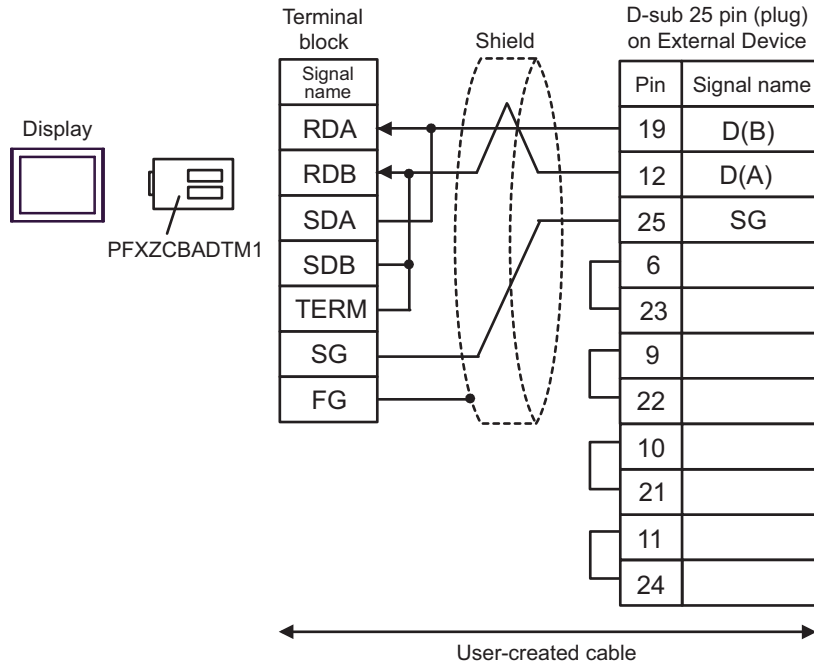 Display
PFXZCBADTM1
Terminal
block
Signal
name
RDA
RDB
SDA
SDB
TERM
SG
FG
Shield
D-sub 25 pin (plug)
on External Device
Pin Signal name
19 D(B)
12 D(A)
25 SG
6
23
9
22
10
21
11
24
User-created cable